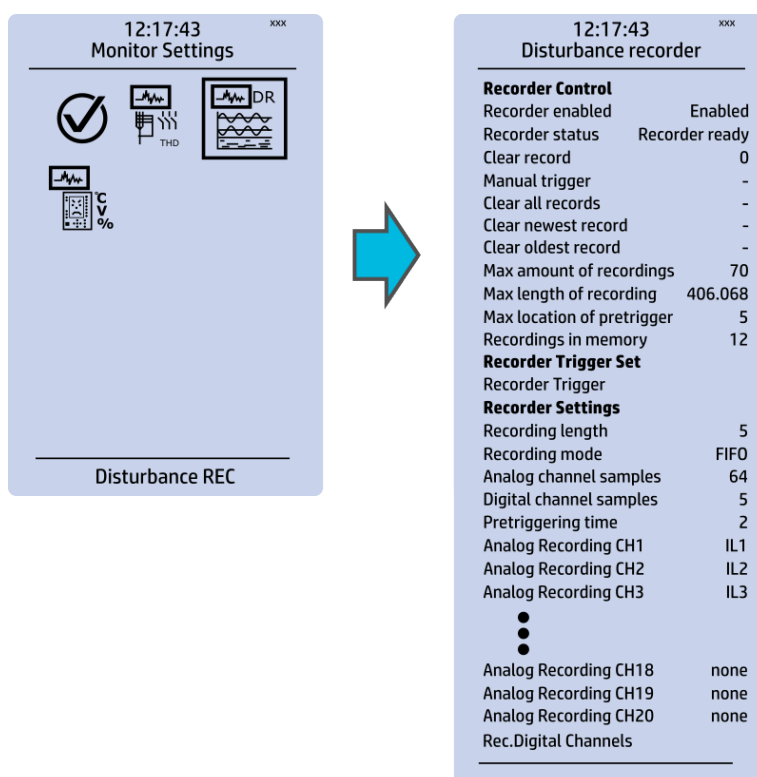 12:17:43 xxx
Monitor Settings
DR
THD
°C
V
%
Disturbance REC
12:17:43 xxx
Disturbance recorder
Recorder Control
Recorder enabled Enabled
Recorder status Recorder ready
Clear record 0
Manual trigger -
Clear all records -
Clear newest record -
Clear oldest record -
Max amount of recordings 70
Max length of recording 406.068
Max location of pretrigger 5
Recordings in memory 12
Recorder Trigger Set
Recorder Trigger
Recorder Settings
Recording length 5
Recording mode FIFO
Analog channel samples 64
Digital channel samples 5
Pretriggering time 2
Analog Recording CH1 IL1
Analog Recording CH2 IL2
Analog Recording CH3 IL3
Analog Recording CH18 none
Analog Recording CH19 none
Analog Recording CH20 none
Rec.Digital Channels